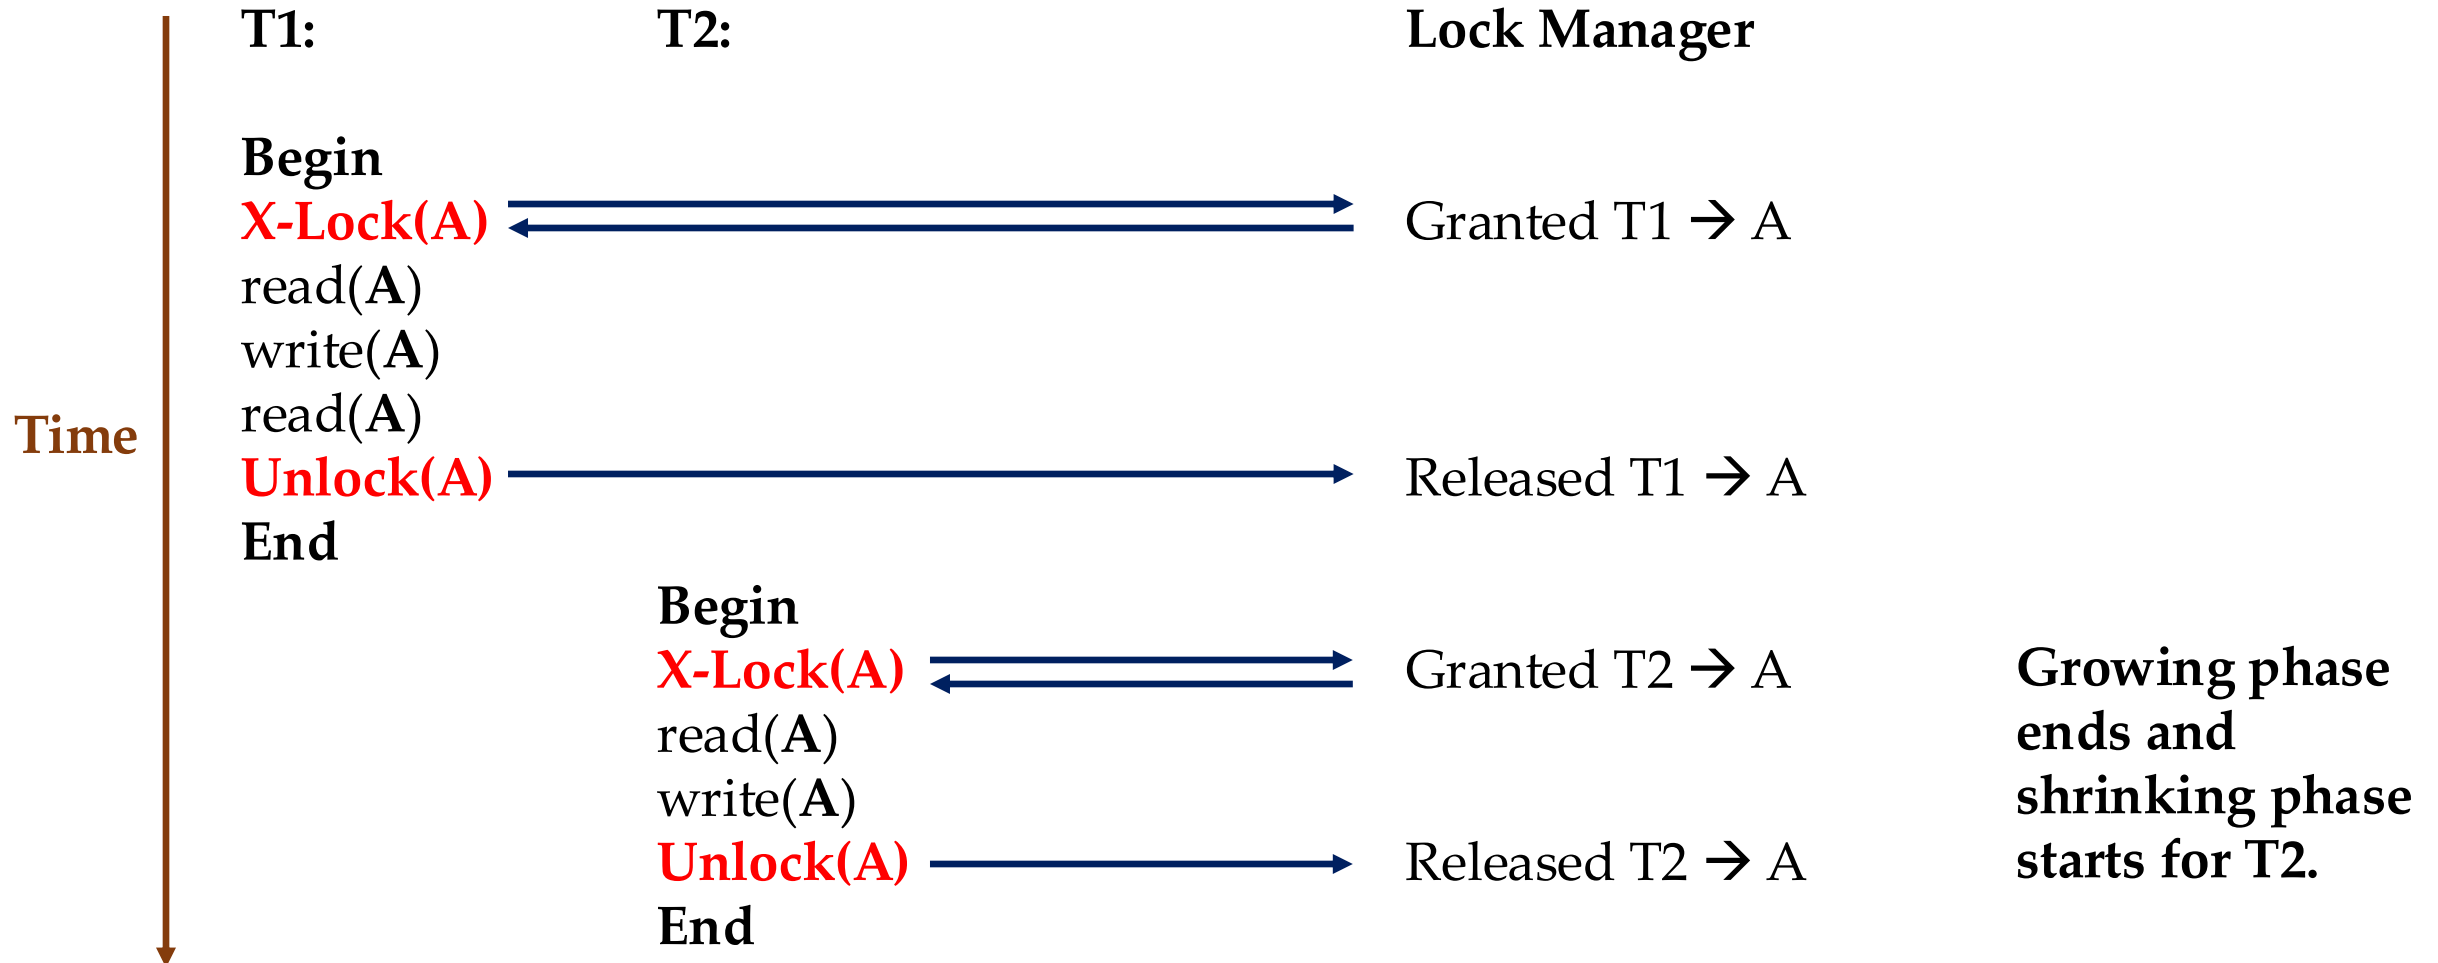 T1: T2: Lock Manager
Begin
X-Lock(A) Granted T1 → A
read(A)
write(A)
read(A)
Time
Unlock(A) Released T1 → A
End
Begin
X-Lock(A) Granted T2 → A
read(A)
write(A)
Unlock(A) Released T2 → A
End
Growing phase
ends and
shrinking phase
starts for T2.